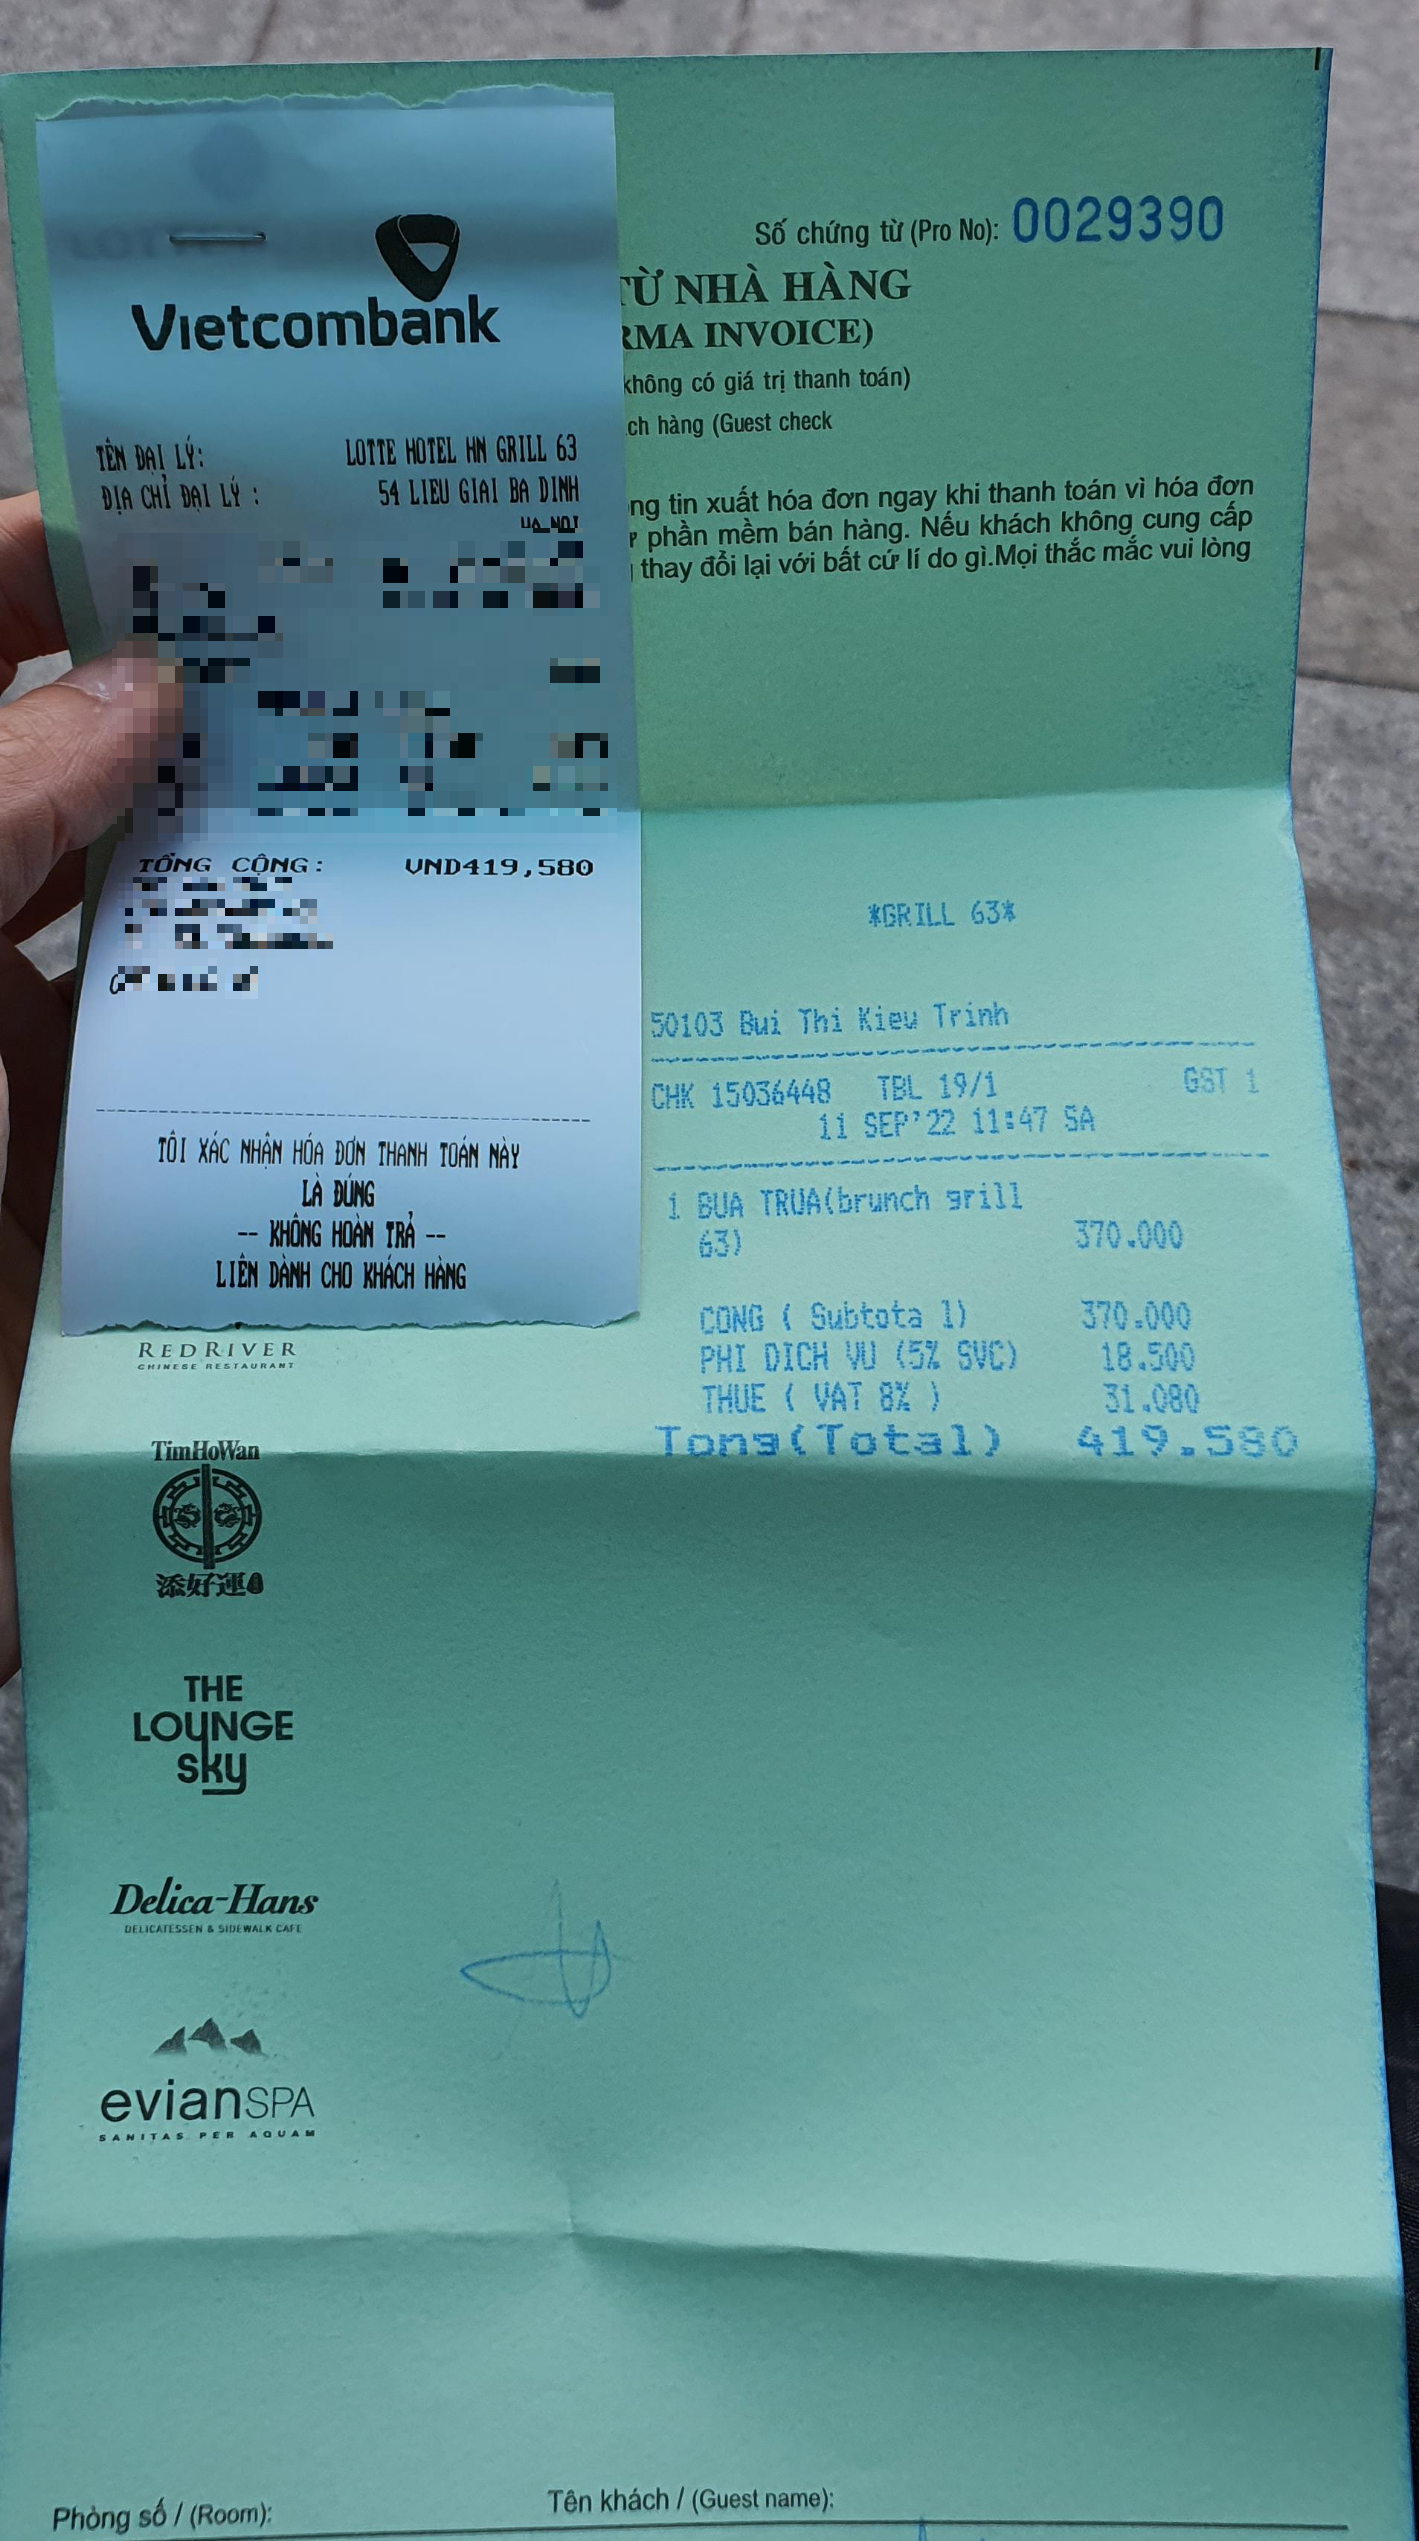 Vietcombank
TÊN ĐẠI LÝ: LOTTE HOTEL HN GRILL 63
ĐỊA CHỈ ĐẠI LÝ : 54 LIEU GIAI BA DINH
HA NOI
TỔNG CỘNG: VND419,580
TÔI XÁC NHẬN HÓA ĐƠN THANH TOÁN NÀY
LÀ ĐÚNG
-- KHÔNG HOÀN TRẢ --
LIÊN DÀNH CHO KHÁCH HÀNG
Số chứng từ (Pro No): 0029390
TỪ NHÀ HÀNG
RMA INVOICE)
không có giá trị thanh toán)
ch hàng (Guest check
ng tin xuất hóa đơn ngay khi thanh toán vì hóa đơn
phần mềm bán hàng. Nếu khách không cung cấp
thay đổi lại với bất cứ lí do gì.Mọi thắc mắc vui lòng
*GRILL 63*
50103 Bui Thi Kieu Trinh
CHK 15036448 TBL 19/1 GST 1
11 SEP'22 11:47 SA
1 BUA TRUA(brunch grill
63) 370.000
CONG ( Subtota l) 370.000
PHI DICH VU (5% SVC) 18.500
THUE ( VAT 8% ) 31.080
Tong(Total) 419.580
REDRIVER
CHINESE RESTAURANT
TimHoWan
添好運
THE
LOUNGE
sky
Delica-Hans
DELICATESSEN & SIDEWALK CAFE
evianSPA
SANITAS PER AQUAM
Phòng số / (Room): Tên khách / (Guest name):